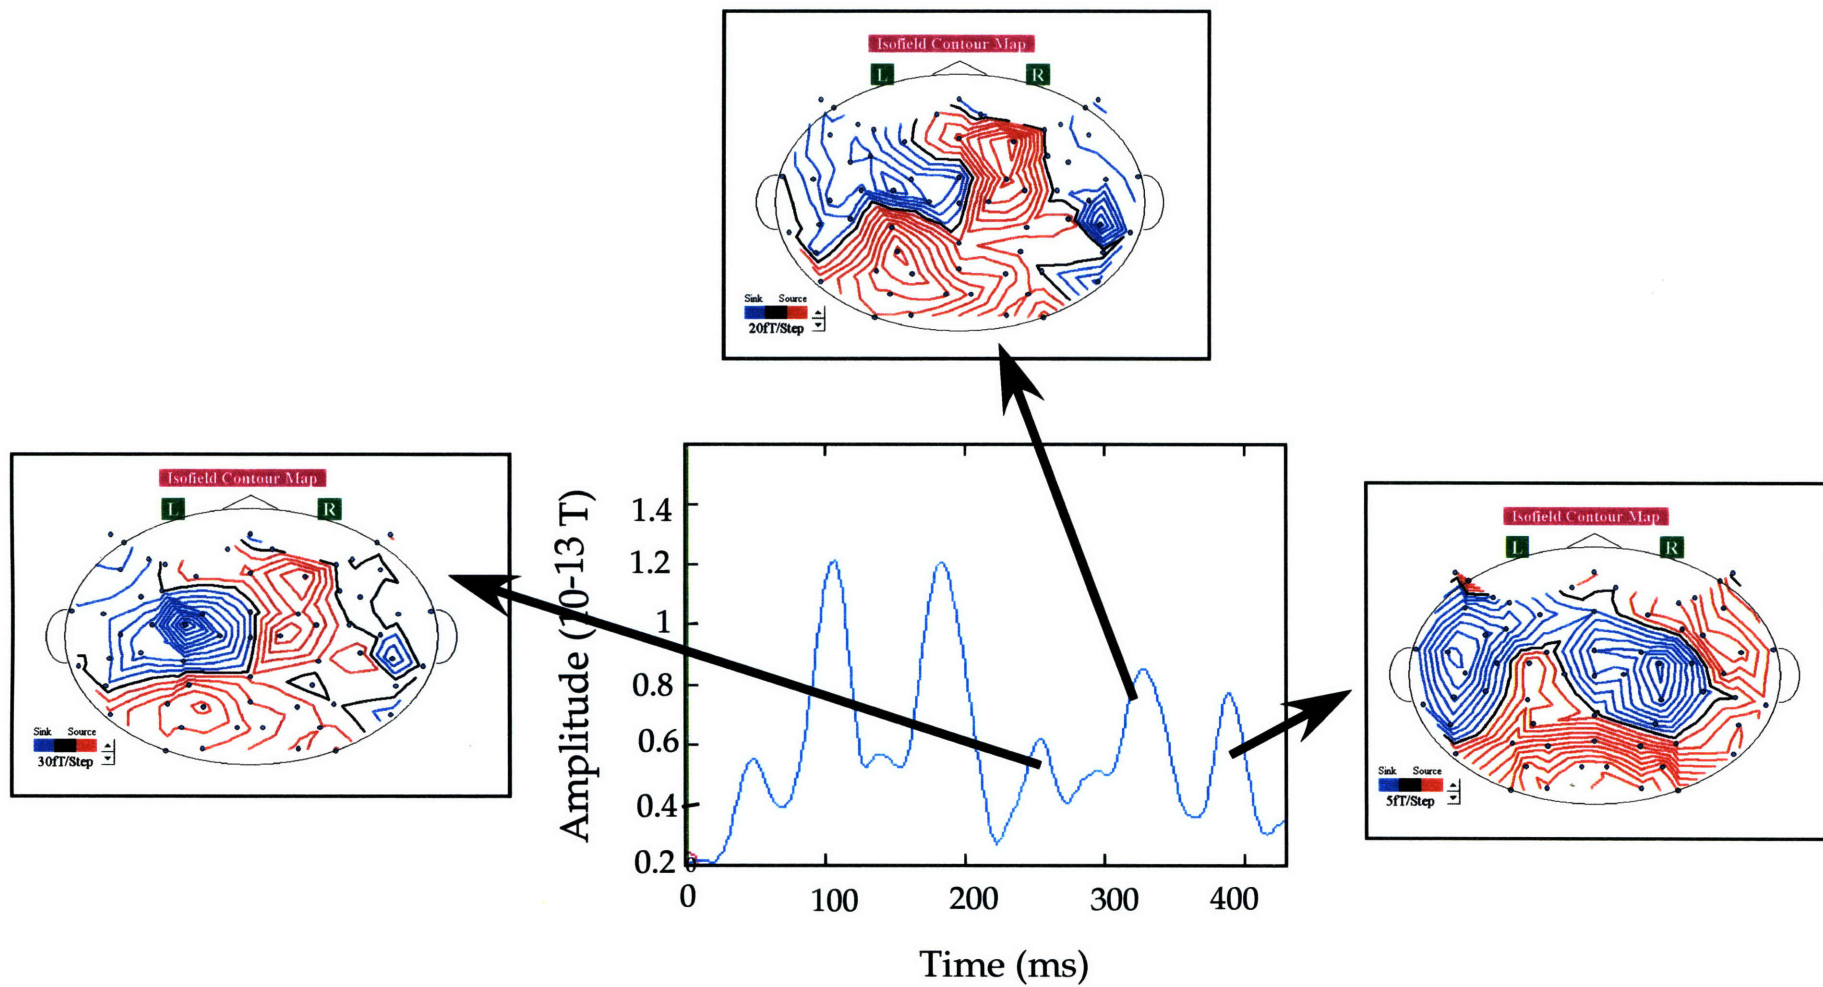 Isofield Contour Map
L R
Sink Source
20fT/Step
Isofield Contour Map
L R
Sink Source
30fT/Step
Amplitude (10-13 T)
1.4
1.2
1
0.8
0.6
0.4
0.2
0 100 200 300 400
Time (ms)
Isofield Contour Map
L R
Sink Source
5fT/Step